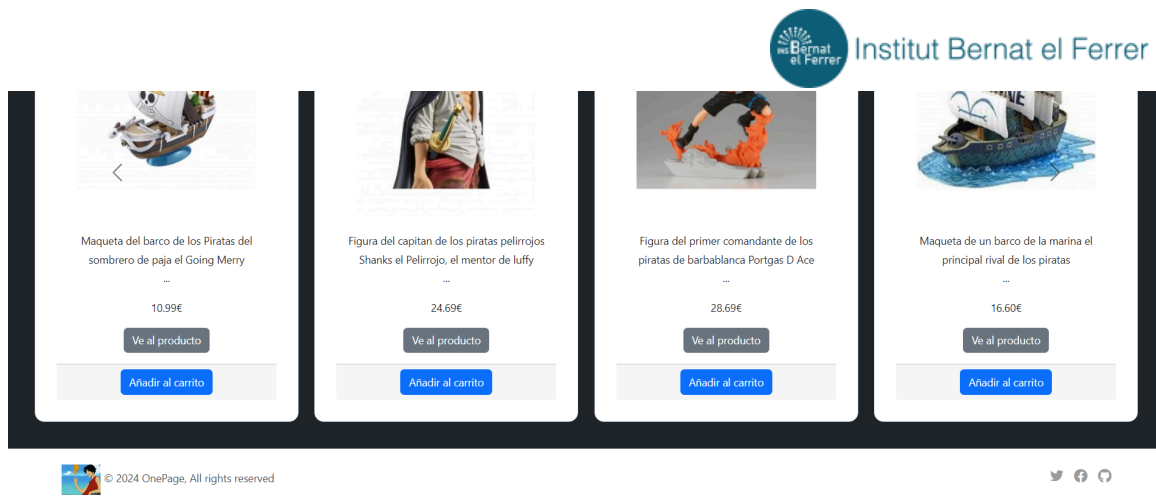 INS Bernat
el Ferrer
Institut Bernat el Ferrer
NE
Maqueta del barco de los Piratas del
sombrero de paja el Going Merry
...
10.99€
Ve al producto
Añadir al carrito
Figura del capitan de los piratas pelirrojos
Shanks el Pelirrojo, el mentor de luffy
...
24.69€
Ve al producto
Añadir al carrito
Figura del primer comandante de los
piratas de barbablanca Portgas D Ace
...
28.69€
Ve al producto
Añadir al carrito
Maqueta de un barco de la marina el
principal rival de los piratas
...
16.60€
Ve al producto
Añadir al carrito
© 2024 OnePage, All rights reserved